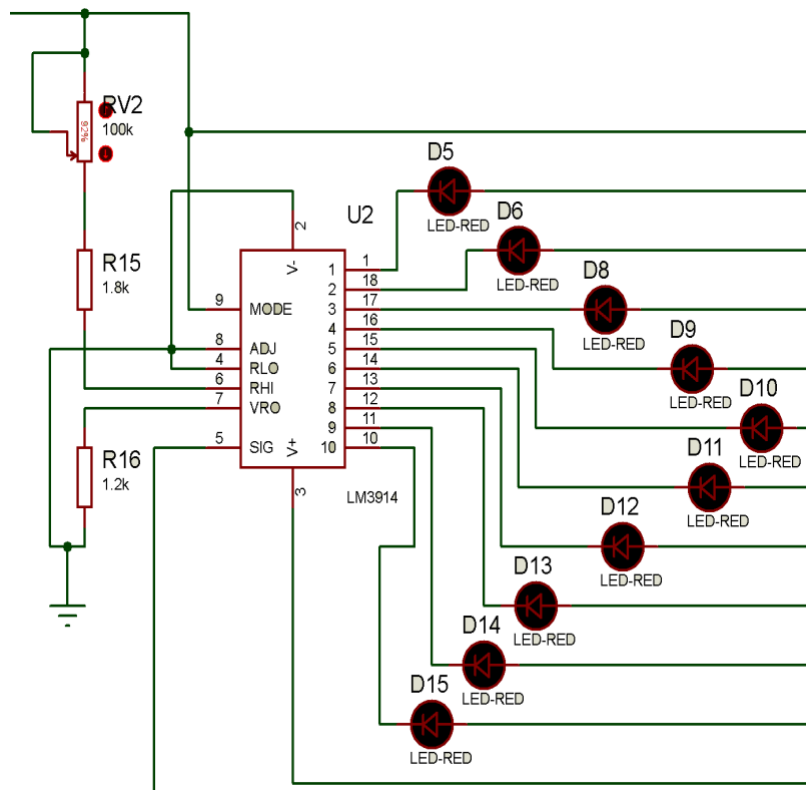 RV2
92%
100k
R15
1.8k
R16
1.2k
U2
LM3914
2
V-
9 MODE
8 ADJ
4 RLO
6 RHI
7 VRO
5 SIG
V+
3
1 1
2 18
3 17
4 16
5 15
6 14
7 13
8 12
9 11
10 10
D5
LED-RED
D6
LED-RED
D8
LED-RED
D9
LED-RED
D10
LED-RED
D11
LED-RED
D12
LED-RED
D13
LED-RED
D14
LED-RED
D15
LED-RED